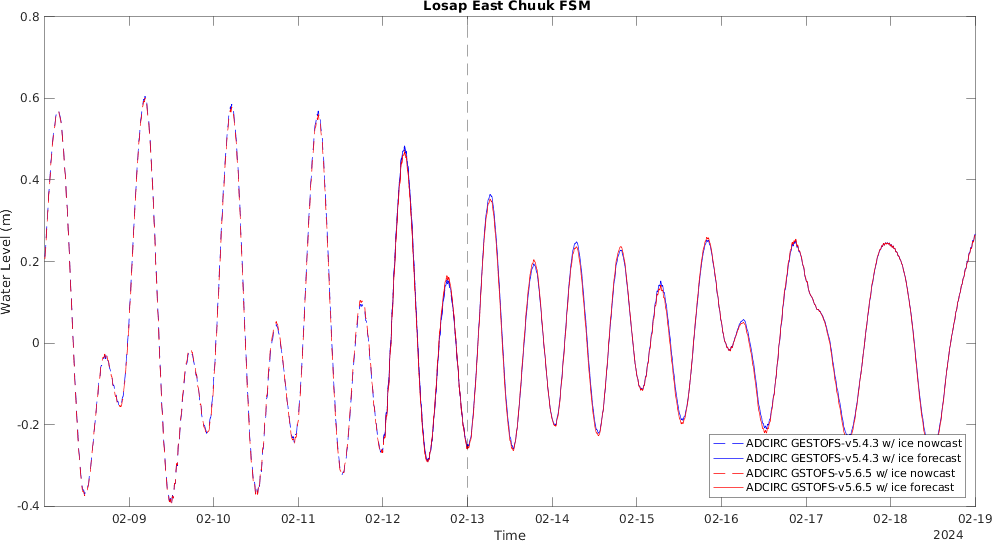 Losap East Chuuk FSM
0.8
0.6
0.4
0.2
0
-0.2
-0.4
Water Level (m)
02-09 02-10 02-11 02-12 02-13 02-14 02-15 02-16 02-17 02-18 02-19
Time
2024
ADCIRC GESTOFS-v5.4.3 w/ ice nowcast
ADCIRC GESTOFS-v5.4.3 w/ ice forecast
ADCIRC GSTOFS-v5.6.5 w/ ice nowcast
ADCIRC GSTOFS-v5.6.5 w/ ice forecast